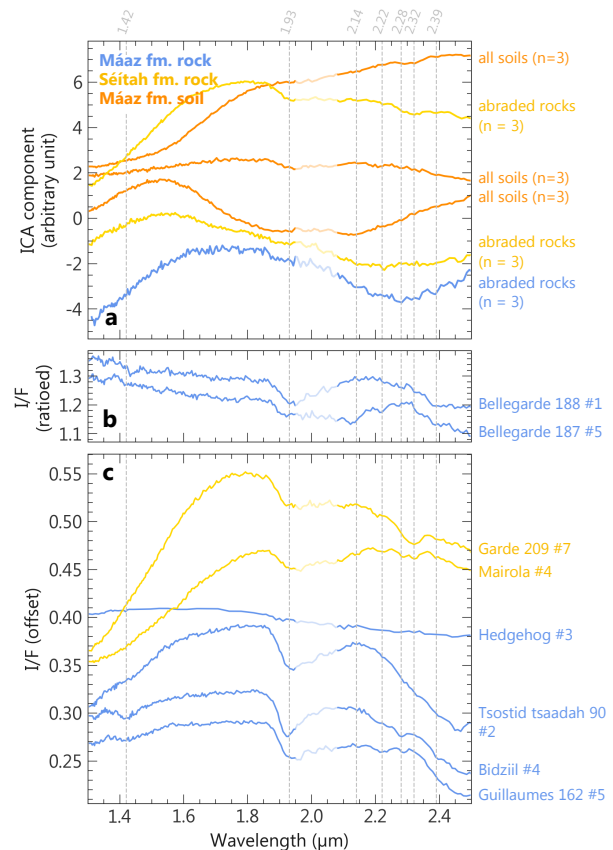 1.42
1.93
2.14
2.22
2.28
2.32
2.39
Máaz fm. rock
Séítah fm. rock
Máaz fm. soil
ICA component
(arbitrary unit)
6
4
2
0
−2
−4
a
all soils (n=3)
abraded rocks
(n = 3)
all soils (n=3)
all soils (n=3)
abraded rocks
(n = 3)
abraded rocks
(n = 3)
I/F
(ratioed)
1.3
1.2
1.1
b
Bellegarde 188 #1
Bellegarde 187 #5
I/F (offset)
0.55
0.50
0.45
0.40
0.35
0.30
0.25
c
Garde 209 #7
Mairola #4
Hedgehog #3
Tsostid tsaadah 90
#2
Bidziil #4
Guillaumes 162 #5
1.4
1.6
1.8
2.0
2.2
2.4
Wavelength (μm)